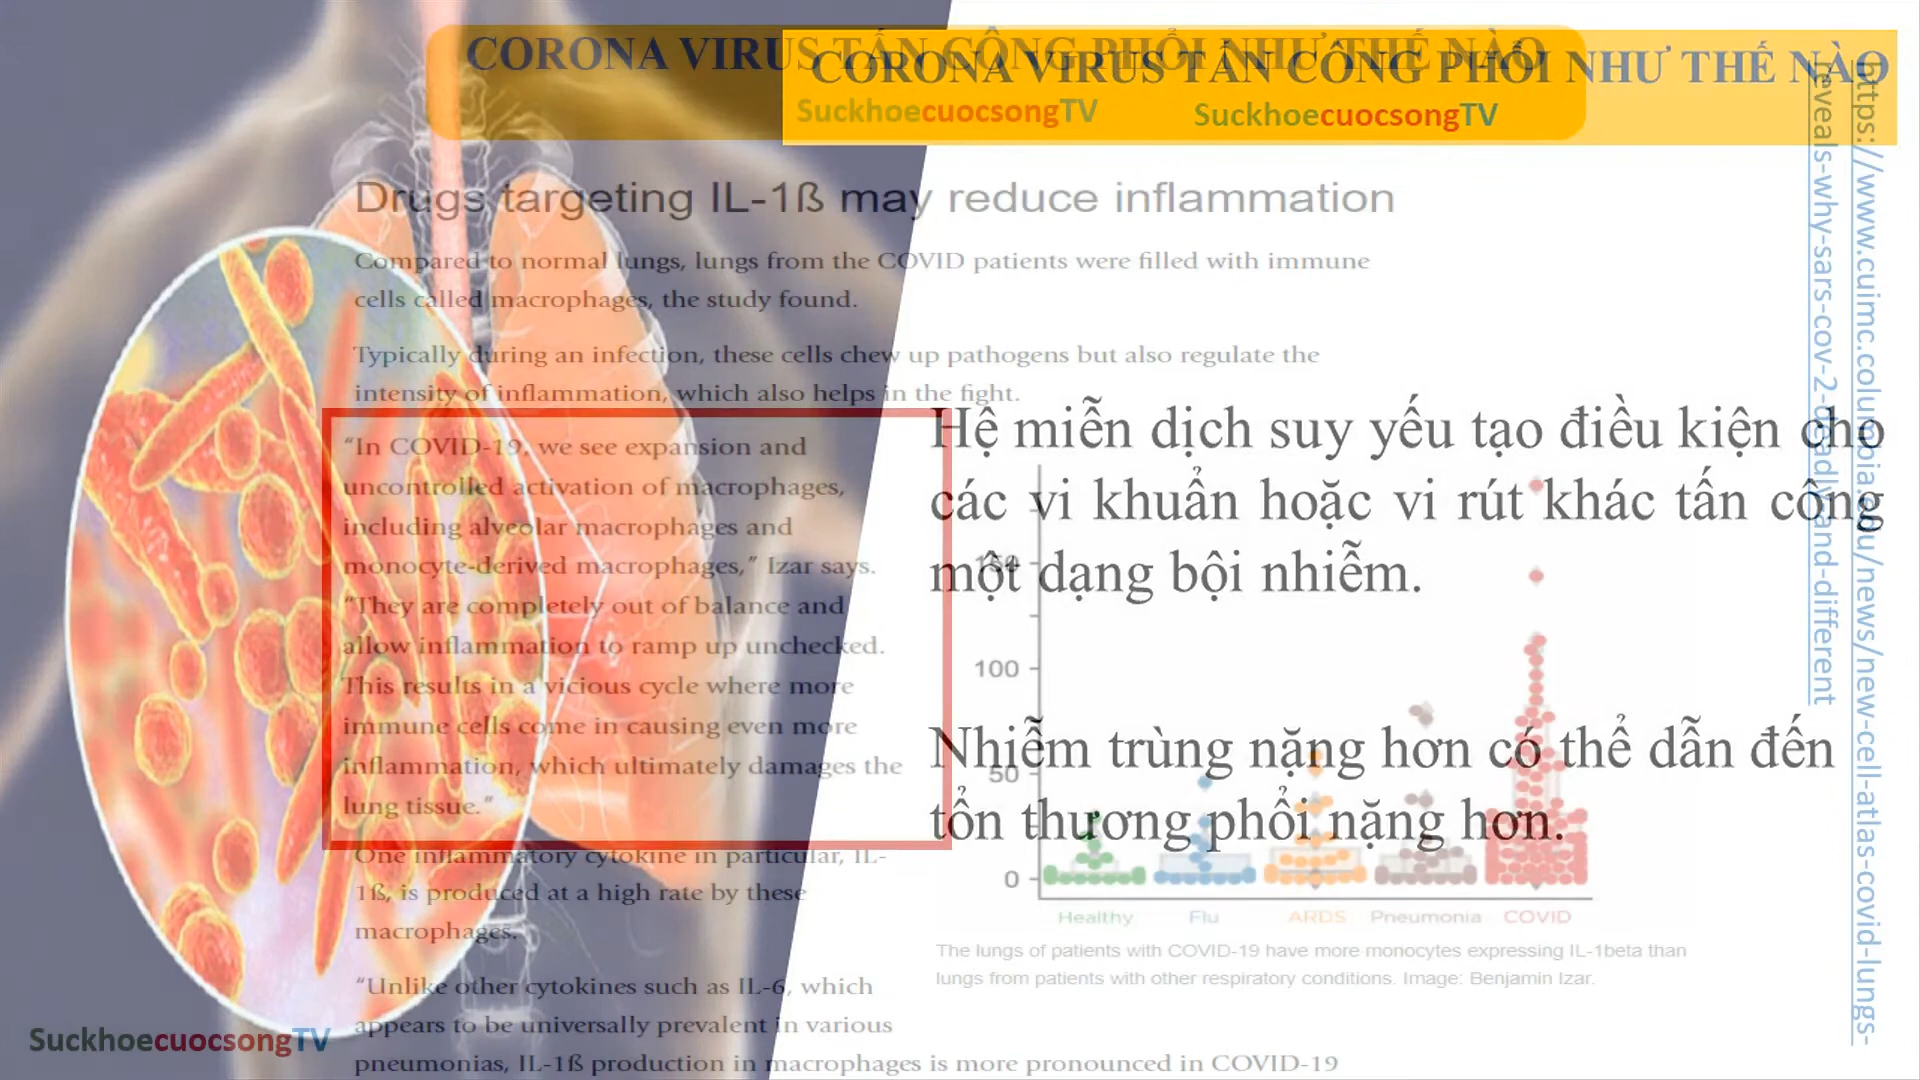 CORONA VIRUS TẤN CÔNG PHỔI NHƯ THẾ NÀO
CORONA VIRUS TẤN CÔNG PHỔI NHƯ THẾ NÀO
SuckhoecuocsongTV
SuckhoecuocsongTV
Drugs targeting IL-1ß may reduce inflammation
Compared to normal lungs, lungs from the COVID patients were filled with immune
cells called macrophages, the study found.
Typically during an infection, these cells chew up pathogens but also regulate the
intensity of inflammation, which also helps in the fight.
“In COVID-19, we see expansion and
uncontrolled activation of macrophages,
including alveolar macrophages and
monocyte-derived macrophages,” Izar says.
“They are completely out of balance and
allow inflammation to ramp up unchecked.
This results in a vicious cycle where more
immune cells come in causing even more
inflammation, which ultimately damages the
lung tissue.”
One inflammatory cytokine in particular, IL-
1ß, is produced at a high rate by these
macrophages.
“Unlike other cytokines such as IL-6, which
appears to be universally prevalent in various
pneumonias, IL-1ß production in macrophages is more pronounced in COVID-19
Hệ miễn dịch suy yếu tạo điều kiện cho
các vi khuẩn hoặc vi rút khác tấn công
một dạng bội nhiễm.
Nhiễm trùng nặng hơn có thể dẫn đến
tổn thương phổi nặng hơn.
150
100
50
0
Healthy Flu ARDS Pneumonia COVID
The lungs of patients with COVID-19 have more monocytes expressing IL-1beta than
lungs from patients with other respiratory conditions. Image: Benjamin Izar.
https://www.cuimc.columbia.edu/news/new-cell-atlas-covid-lungs-
reveals-why-sars-cov-2-deadly-and-different
SuckhoecuocsongTV